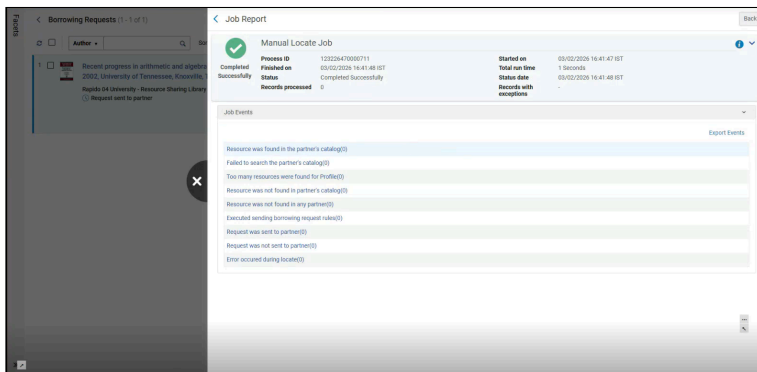 Facets
Borrowing Requests (1 - 1 of 1)
Author
1
Recent progress in arithmetic and algebra
2002, University of Tennessee, Knoxville,
Rapido 04 University - Resource Sharing Library
Request sent to partner
Job Report
Back
Manual Locate Job
Completed Successfully
Process ID 123226470000711
Started on 03/02/2026 16:41:47 IST
Finished on 03/02/2026 16:41:48 IST
Total run time 1 Seconds
Status Completed Successfully
Status date 03/02/2026 16:41:48 IST
Records processed 0
Records with exceptions -
Job Events
Export Events
Resource was found in the partner's catalog(0)
Failed to search the partner's catalog(0)
Too many resources were found for Profile(0)
Resource was not found in partner's catalog(0)
Resource was not found in any partner(0)
Executed sending borrowing request rules(0)
Request was sent to partner(0)
Request was not sent to partner(0)
Error occured during locate(0)